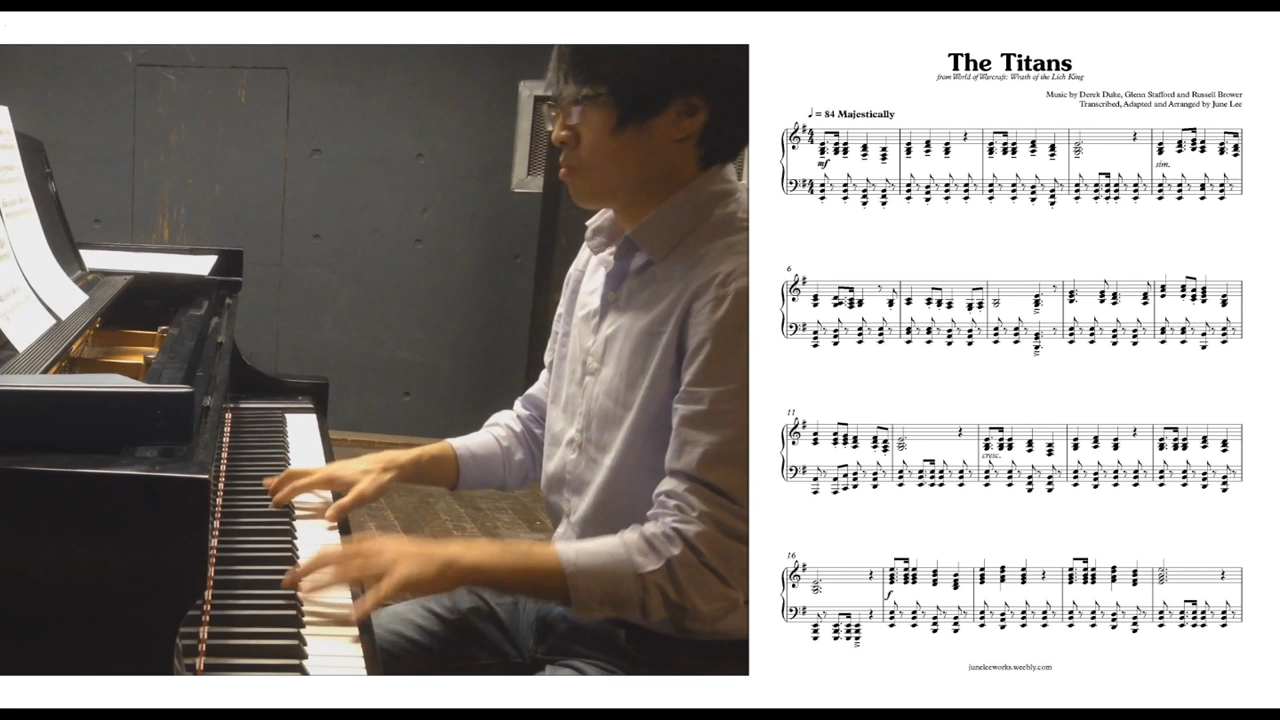 The Titans
from World of Warcraft: Wrath of the Lich King
Music by Derek Duke, Glenn Stafford and Russell Brower
Transcribed, Adapted and Arranged by June Lee
♩ = 84 Majestically
mf
sim.
6
11
cresc.
16
f
juneleeworks.weebly.com